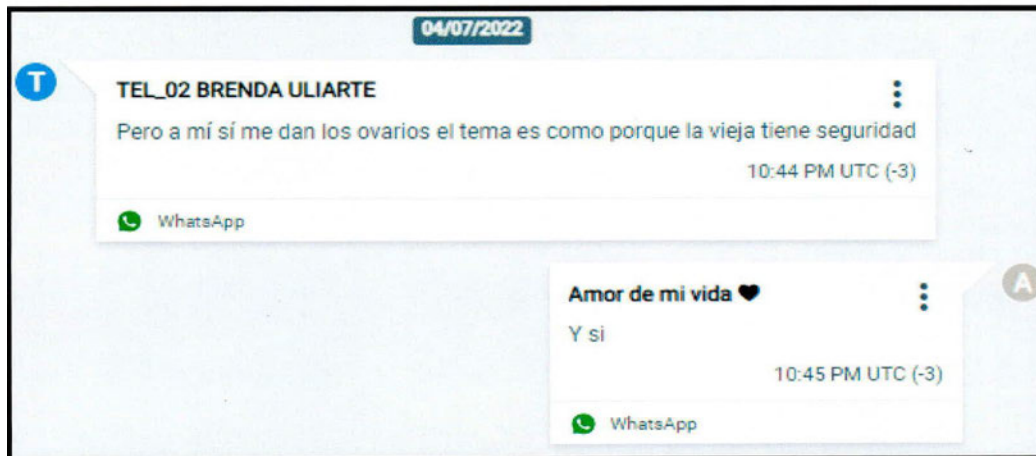 04/07/2022
T
TEL_02 BRENDA ULIARTE
Pero a mí sí me dan los ovarios el tema es como porque la vieja tiene seguridad
10:44 PM UTC (-3)
WhatsApp
A
Amor de mi vida 🖤
Y si
10:45 PM UTC (-3)
WhatsApp